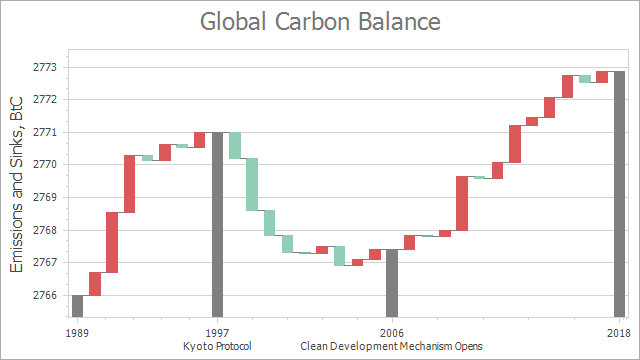 Global Carbon Balance
Emissions and Sinks, BtC
2773
2772
2771
2770
2769
2768
2767
2766
1989 1997 2006 2018
Kyoto Protocol Clean Development Mechanism Opens